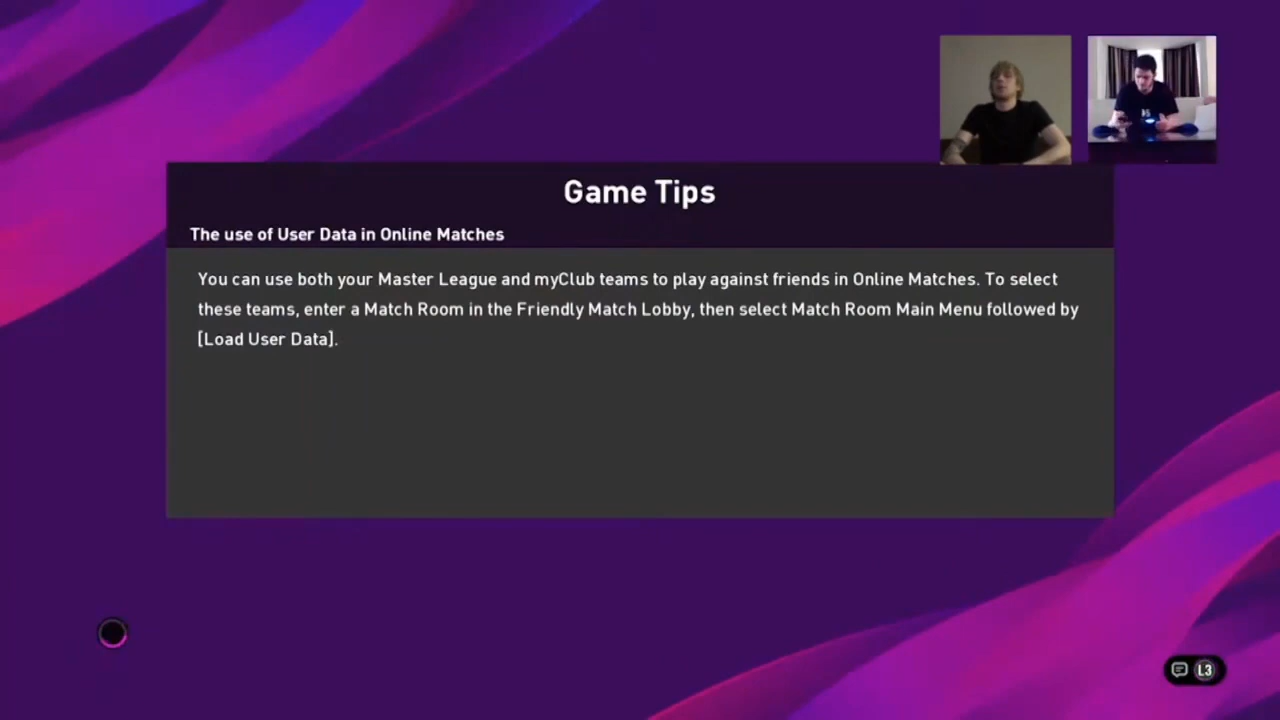 Game Tips
The use of User Data in Online Matches
You can use both your Master League and myClub teams to play against friends in Online Matches. To select
these teams, enter a Match Room in the Friendly Match Lobby, then select Match Room Main Menu followed by
[Load User Data].
L3